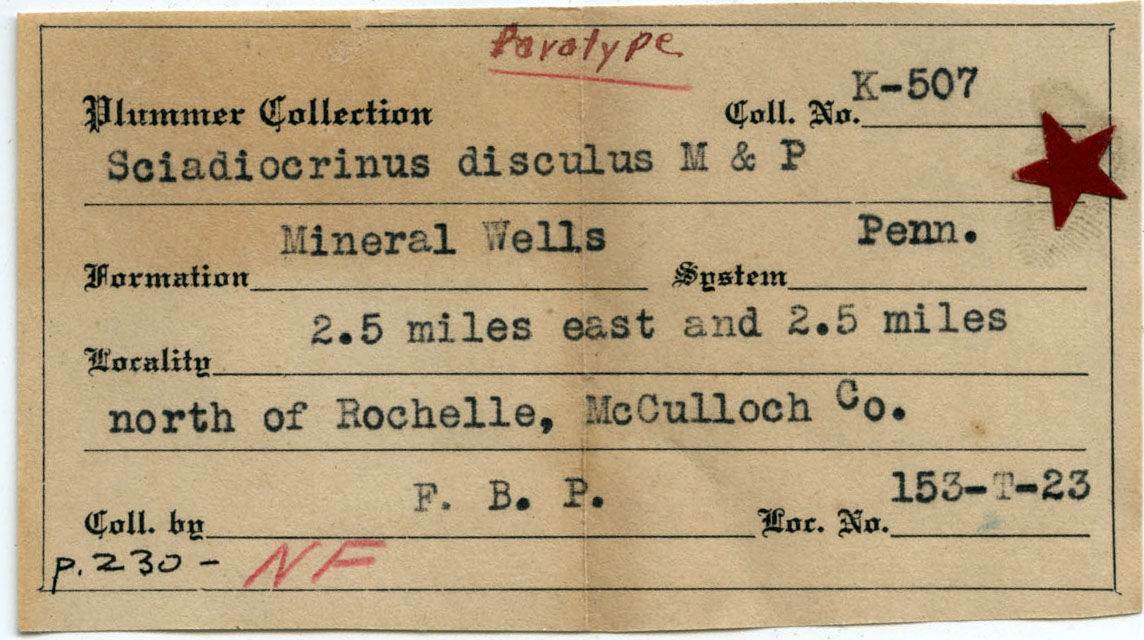 Paratype
Plummer Collection Coll. No. K-507
Sciadiocrinus disculus M & P
Formation Mineral Wells System Penn.
Locality 2.5 miles east and 2.5 miles
north of Rochelle, McCulloch Co.
Coll. by F. B. P. Loc. No. 153-T-23
p. 230 - NF